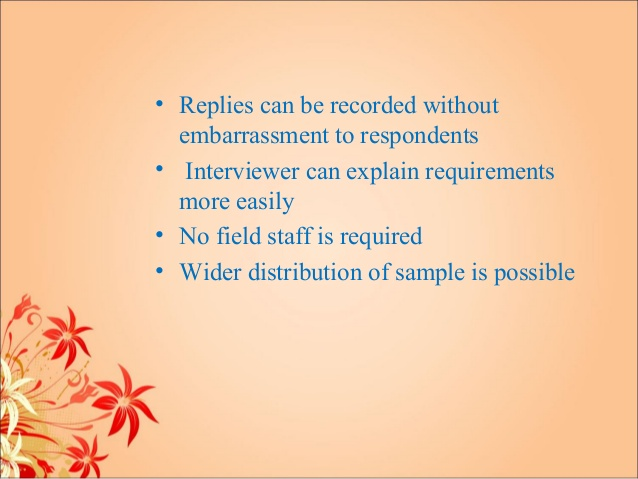 • Replies can be recorded without
embarrassment to respondents
• Interviewer can explain requirements
more easily
• No field staff is required
• Wider distribution of sample is possible